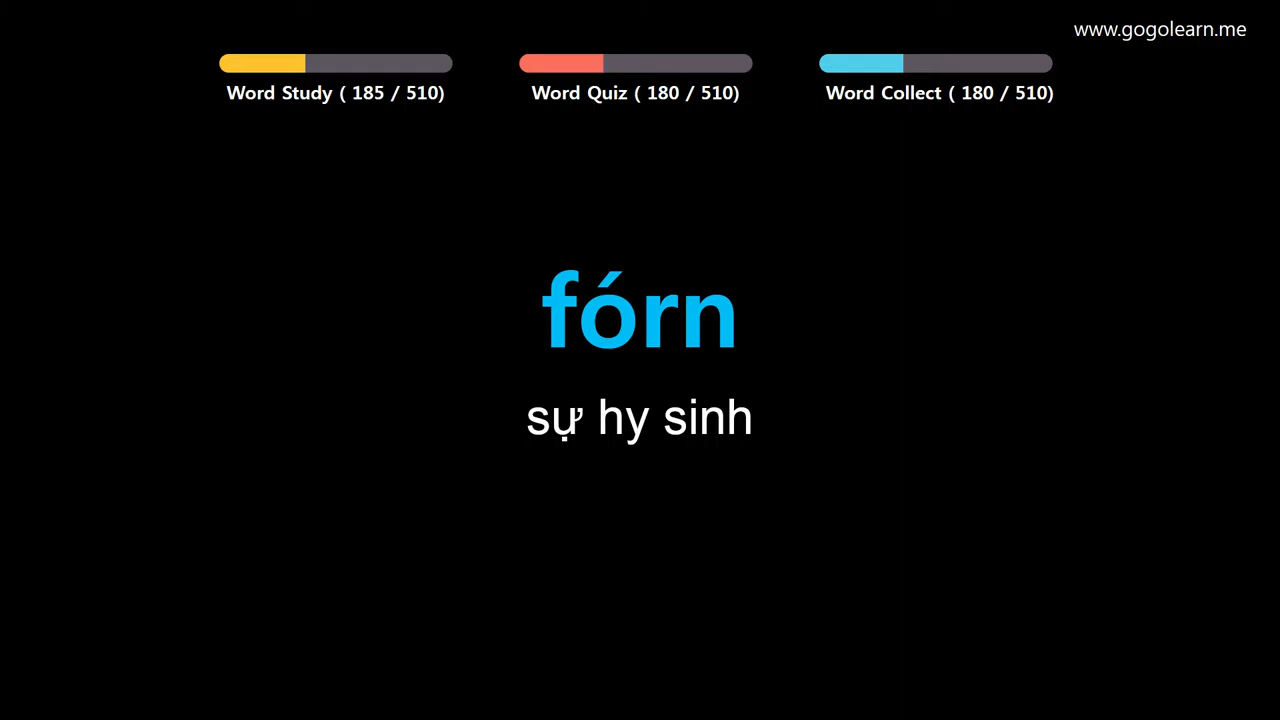 www.gogolearn.me
Word Study ( 185 / 510)
Word Quiz ( 180 / 510)
Word Collect ( 180 / 510)
fórn
sự hy sinh